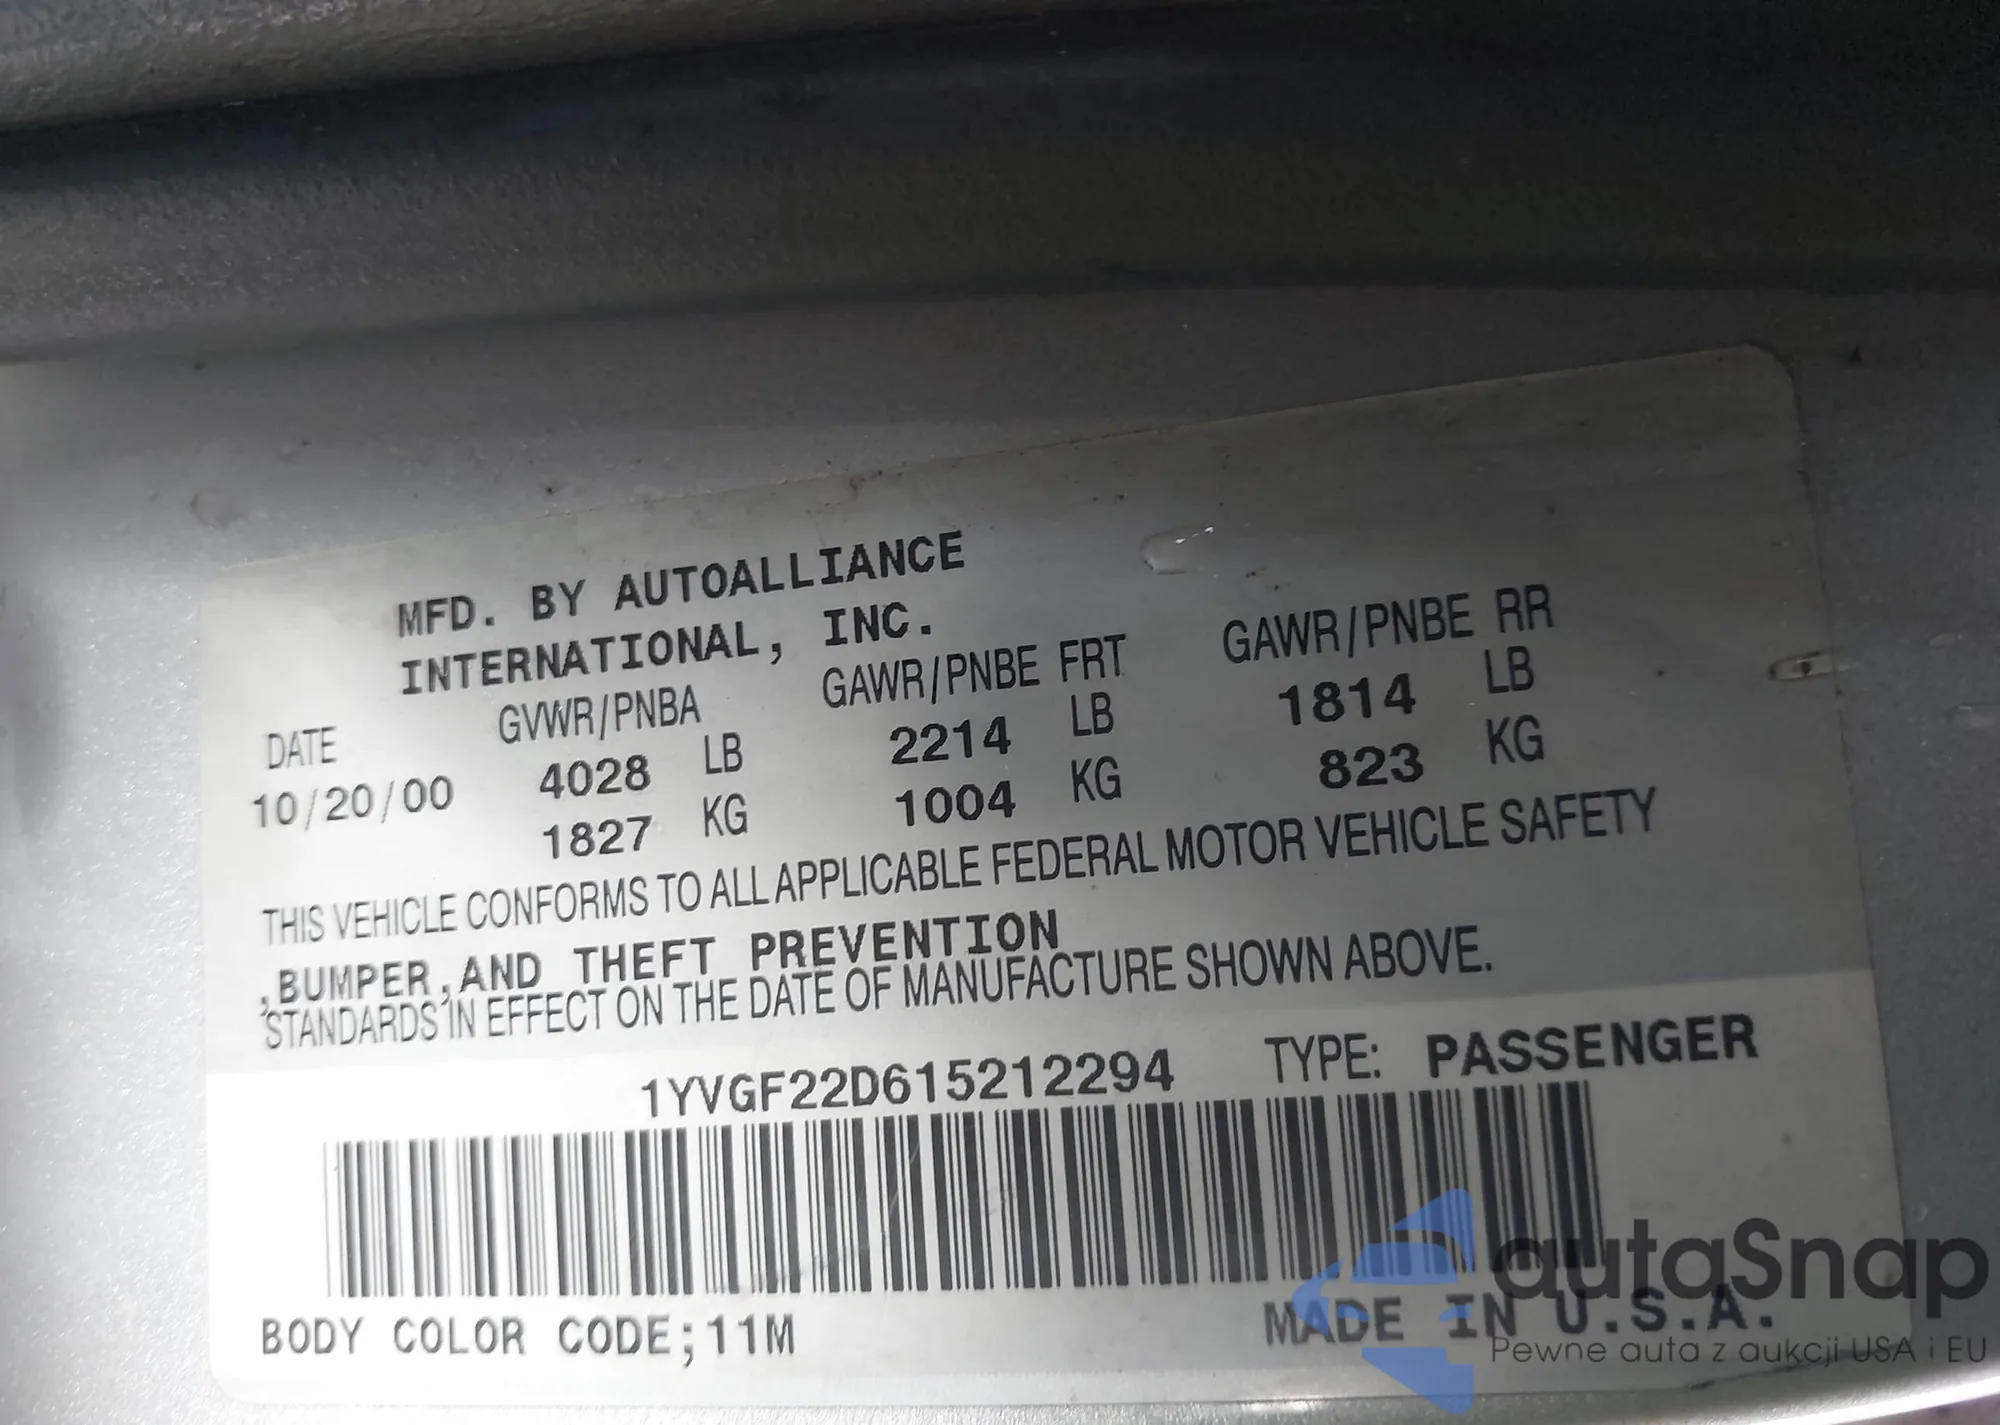 MFD. BY AUTOALLIANCE
INTERNATIONAL, INC.
DATE GVWR/PNBA GAWR/PNBE FRT GAWR/PNBE RR
10/20/00 4028 LB 2214 LB 1814 LB
1827 KG 1004 KG 823 KG
THIS VEHICLE CONFORMS TO ALL APPLICABLE FEDERAL MOTOR VEHICLE SAFETY
,BUMPER,AND THEFT PREVENTION
STANDARDS IN EFFECT ON THE DATE OF MANUFACTURE SHOWN ABOVE.
1YVGF22D615212294 TYPE: PASSENGER
BODY COLOR CODE;11M MADE IN U.S.A.
autaSnap
Pewne auta z aukcji USA i EU